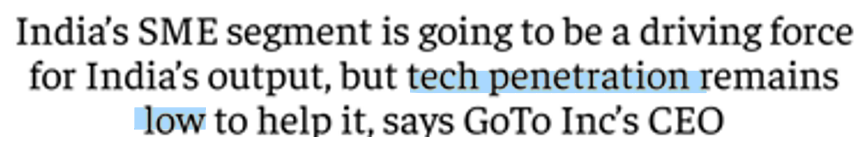 India’s SME segment is going to be a driving force
for India’s output, but tech penetration remains
low to help it, says GoTo Inc’s CEO